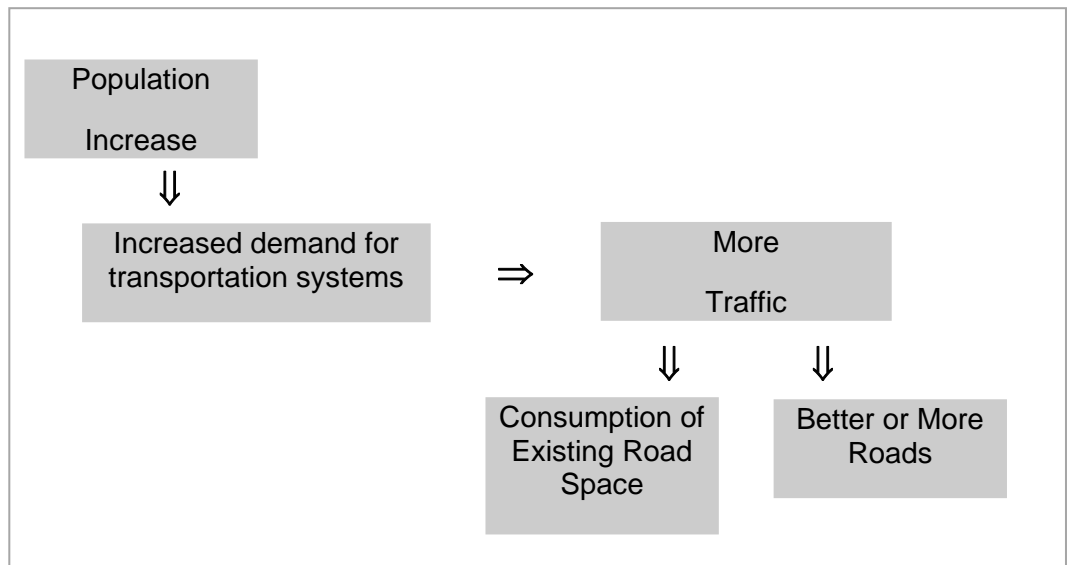 Population
Increase
⇓
Increased demand for
transportation systems
⇒
More
Traffic
⇓
⇓
Consumption of
Existing Road
Space
Better or More
Roads